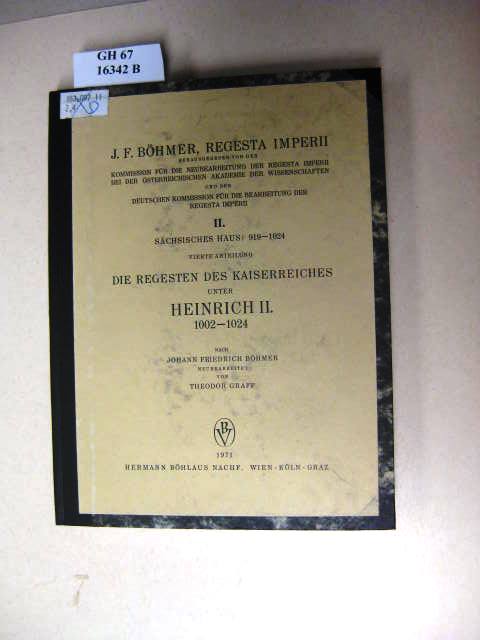 GH 67
16342 B
J. F. BÖHMER, REGESTA IMPERII
HERAUSGEGEBEN VON DER
KOMMISSION FÜR DIE NEUBEARBEITUNG DER REGESTA IMPERII
BEI DER ÖSTERREICHISCHEN AKADEMIE DER WISSENSCHAFTEN
UND DER
DEUTSCHEN KOMMISSION FÜR DIE BEARBEITUNG DER
REGESTA IMPERII
II.
SÄCHSISCHES HAUS: 919—1024
VIERTE ABTEILUNG
DIE REGESTEN DES KAISERREICHES
UNTER
HEINRICH II.
1002—1024
NACH
JOHANN FRIEDRICH BÖHMER
NEUBEARBEITET
VON
THEODOR GRAFF
BV
1971
HERMANN BÖHLAUS NACHF. WIEN-KÖLN-GRAZ
7